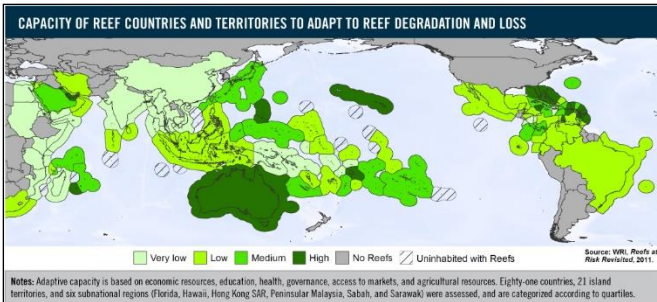 CAPACITY OF REEF COUNTRIES AND TERRITORIES TO ADAPT TO REEF DEGRADATION AND LOSS
Very low
Low
Medium
High
No Reefs
Uninhabited with Reefs
Source: WRI, Reefs at
Risk Revisited, 2011.
Notes: Adaptive capacity is based on economic resources, education, health, governance, access to markets, and agricultural resources. Eighty-one countries, 21 island
territories, and six subnational regions (Florida, Hawaii, Hong Kong SAR, Peninsular Malaysia, Sabah, and Sarawak) were assessed, and are categorized according to quartiles.